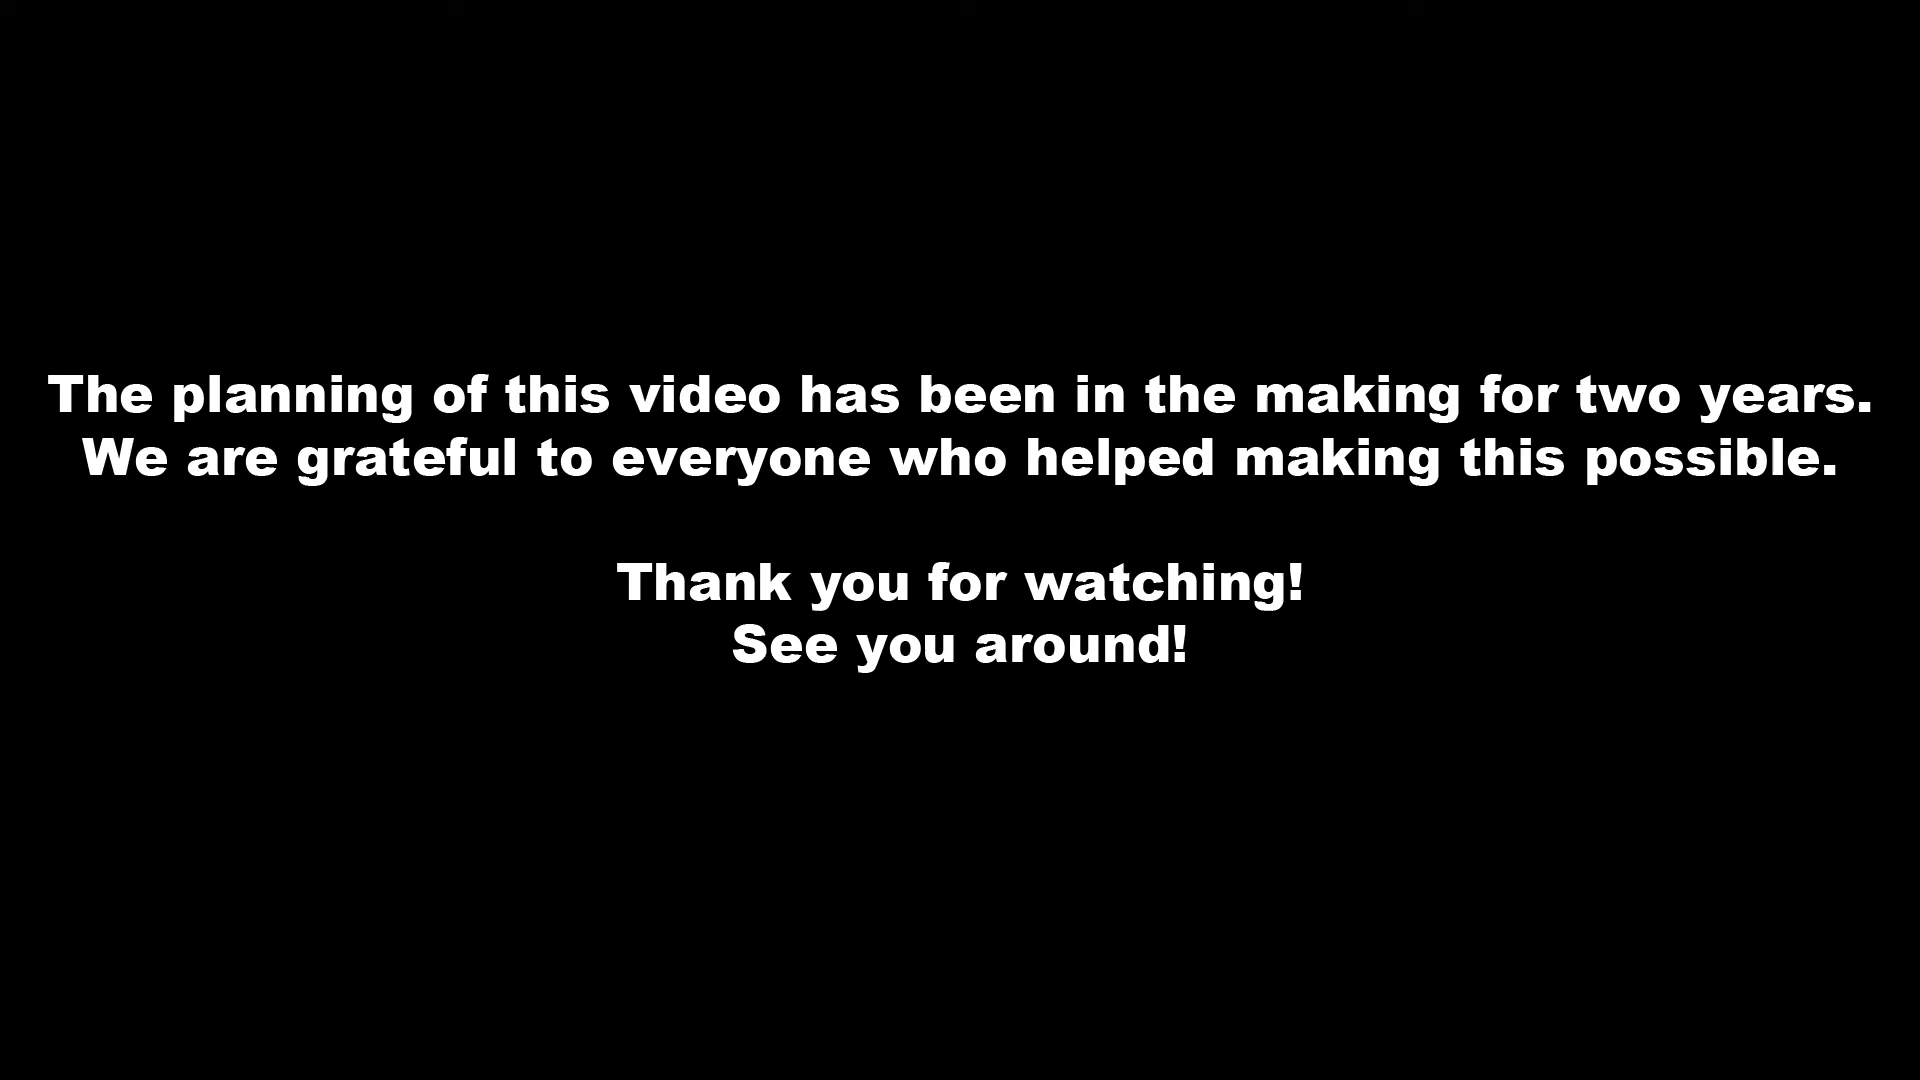 The planning of this video has been in the making for two years.
We are grateful to everyone who helped making this possible.
Thank you for watching!
See you around!